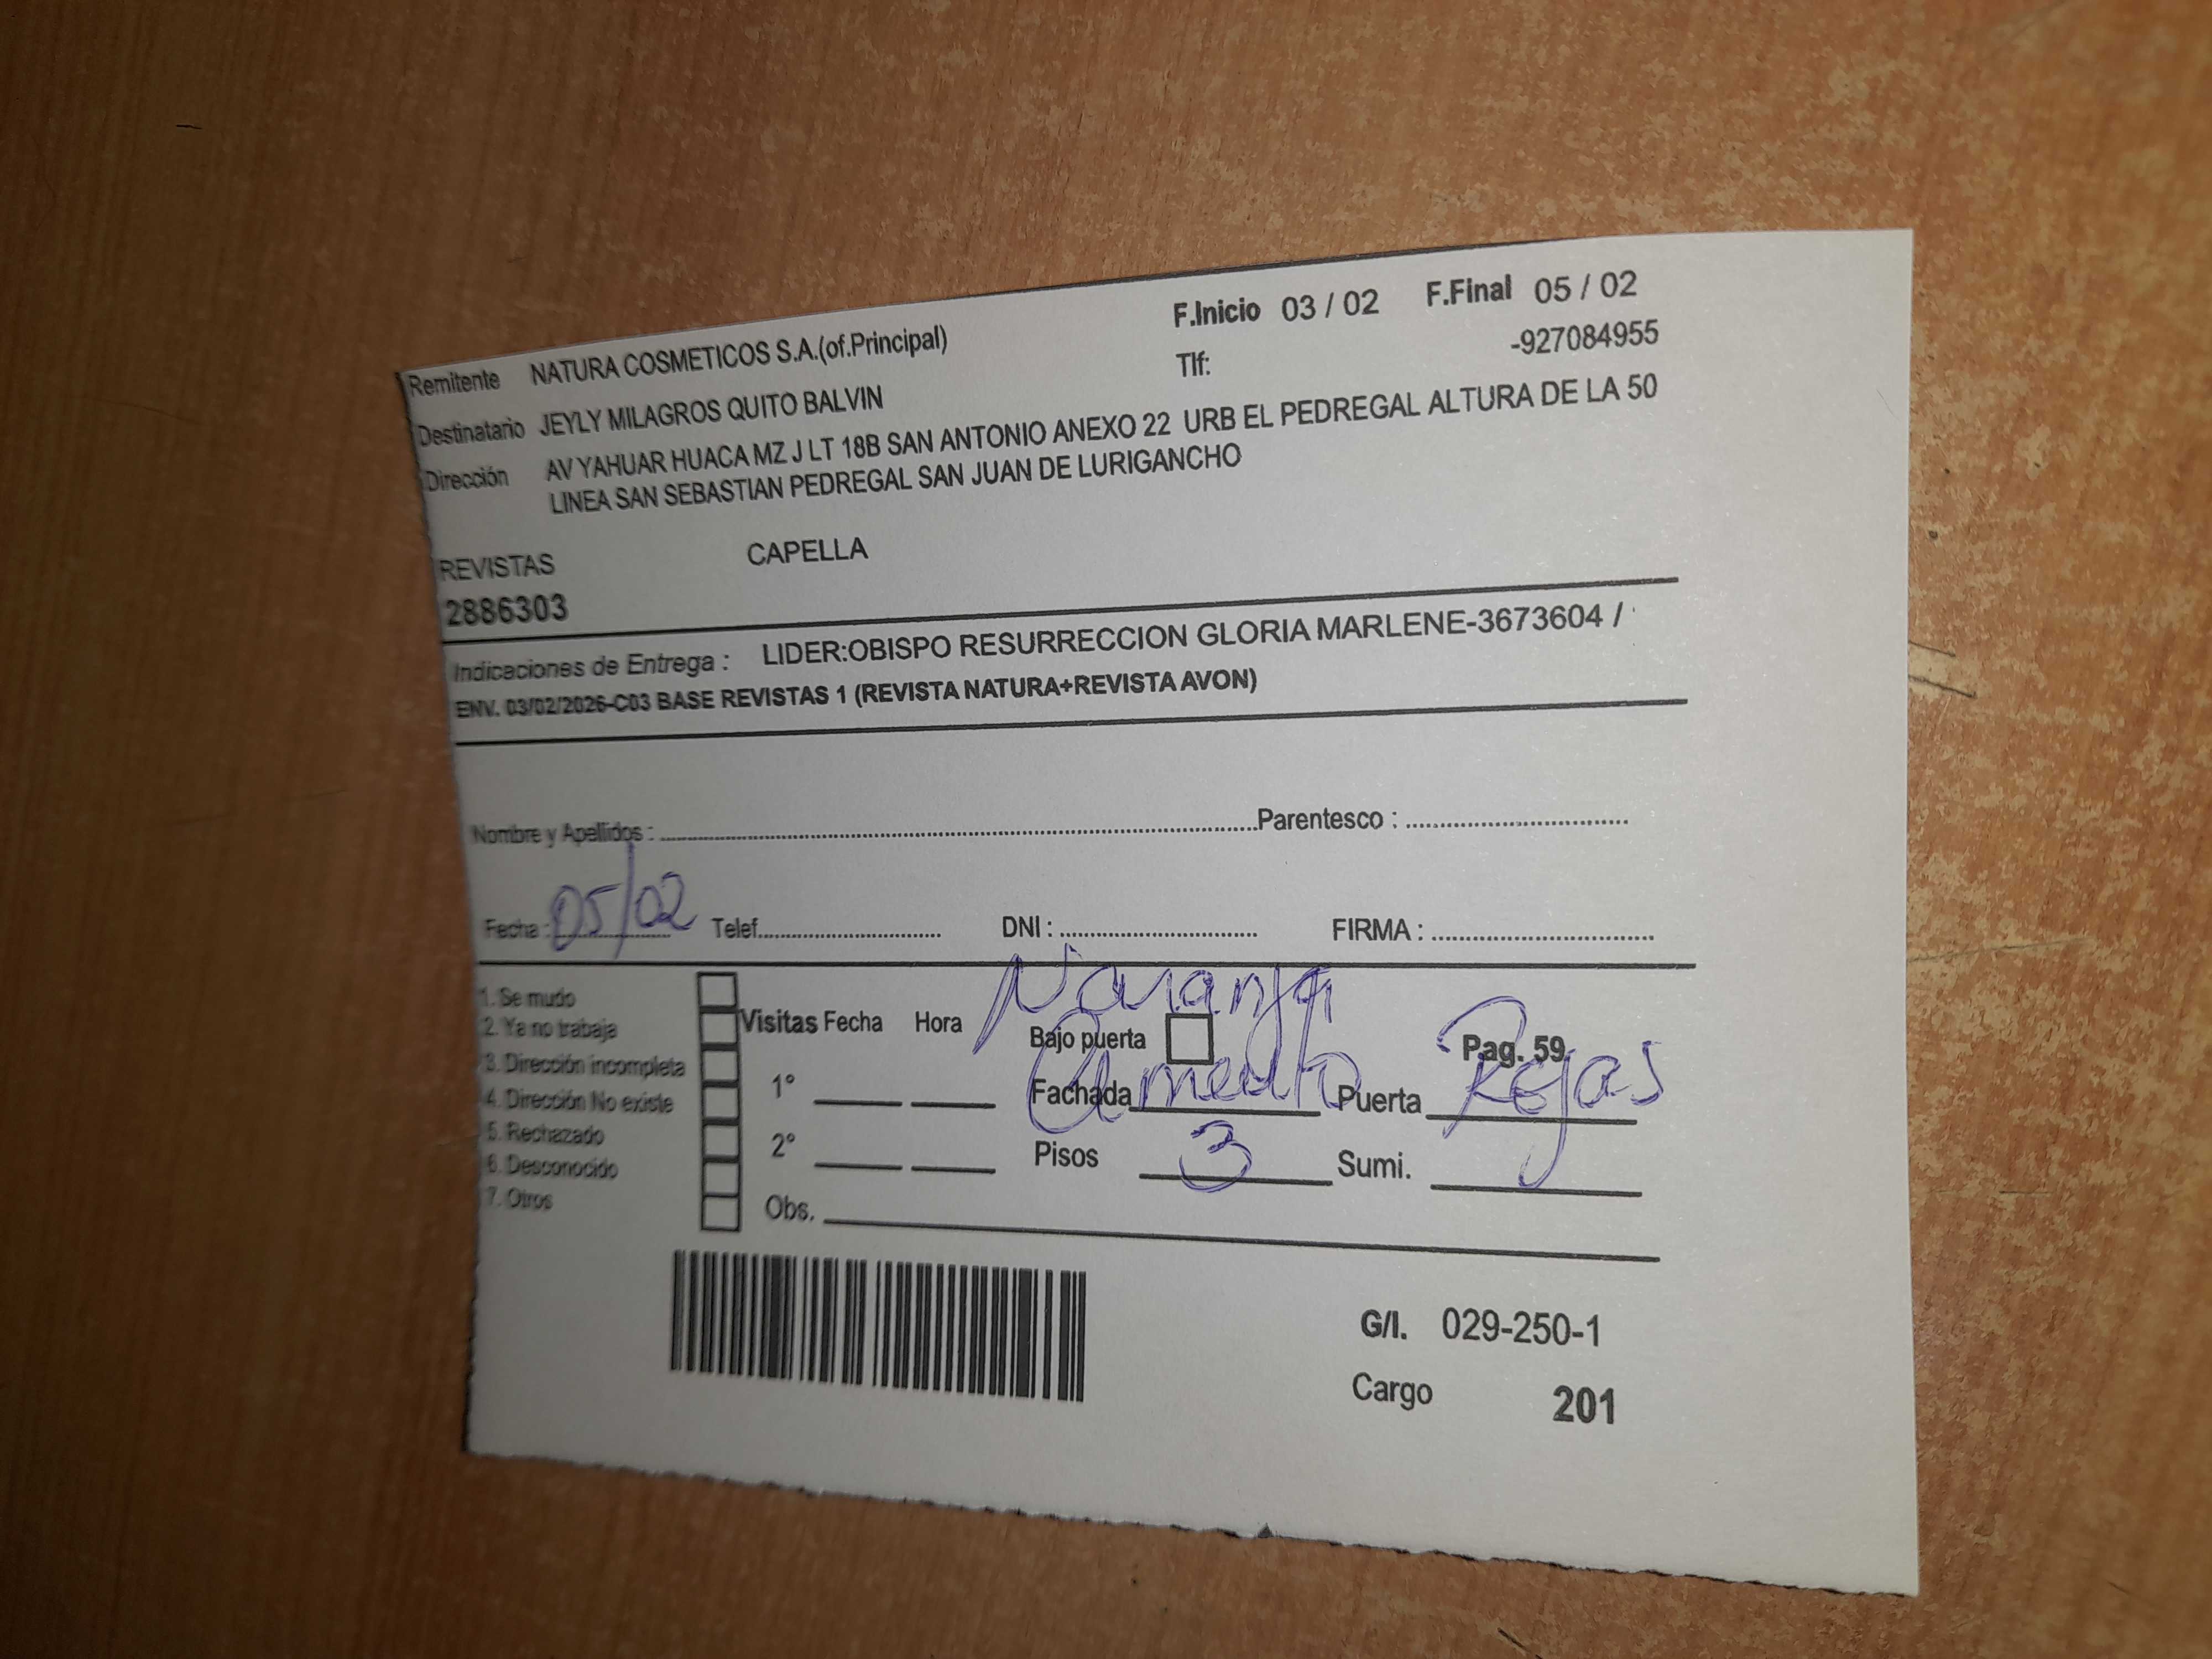 F.Inicio 03 / 02 F.Final 05 / 02
Remitente NATURA COSMETICOS S.A.(of.Principal)
Tlf: -927084955
Destinatario JEYLY MILAGROS QUITO BALVIN
Dirección AV YAHUAR HUACA MZ J LT 18B SAN ANTONIO ANEXO 22 URB EL PEDREGAL ALTURA DE LA 50
LINEA SAN SEBASTIAN PEDREGAL SAN JUAN DE LURIGANCHO
REVISTAS CAPELLA
2886303
Indicaciones de Entrega : LIDER:OBISPO RESURRECCION GLORIA MARLENE-3673604 /
ENV. 03/02/2026-C03 BASE REVISTAS 1 (REVISTA NATURA+REVISTA AVON)
Nombre y Apellidos : Parentesco :
Fecha : 05/02 Telef. DNI : FIRMA :
1. Se mudo
2. Ya no trabaja
3. Dirección incompleta
4. Dirección No existe
5. Rechazado
6. Desconocido
7. Otros
Visitas Fecha Hora
1°
2°
Obs.
Naranja
Bajo puerta Pag. 59
Fachada Puerta Rejas
Pisos 3 Sumi.
G/I. 029-250-1
Cargo 201